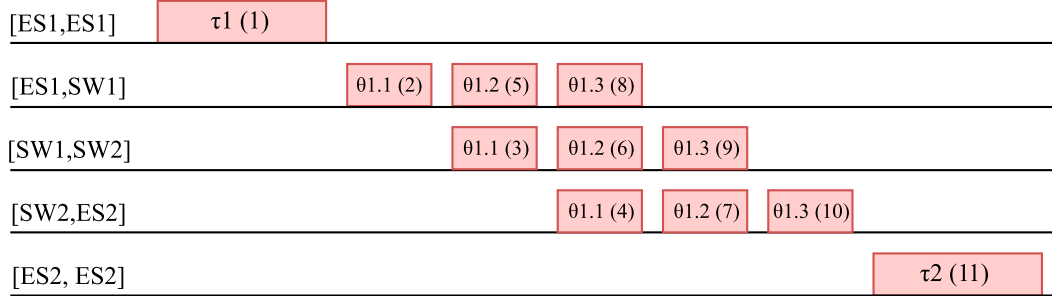 [ES1,ES1] τ1 (1)
[ES1,SW1] θ1.1 (2) θ1.2 (5) θ1.3 (8)
[SW1,SW2] θ1.1 (3) θ1.2 (6) θ1.3 (9)
[SW2,ES2] θ1.1 (4) θ1.2 (7) θ1.3 (10)
[ES2, ES2] τ2 (11)